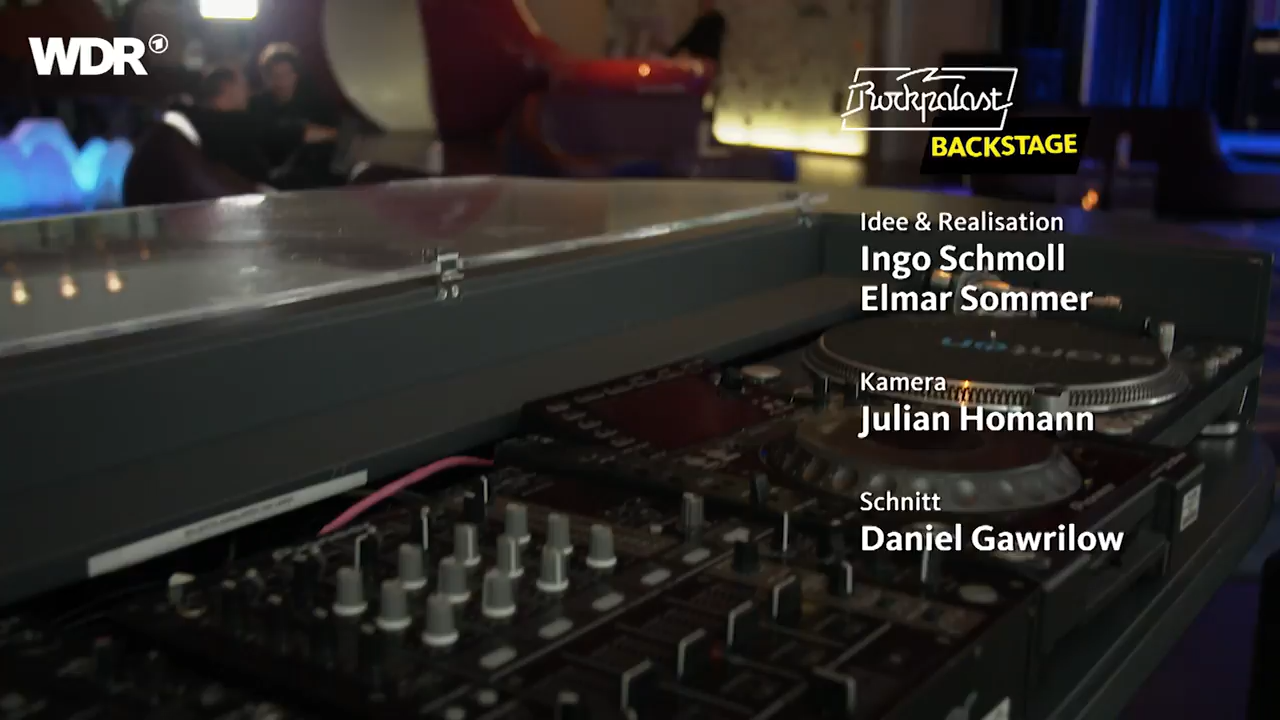 WDR
Rockpalast
BACKSTAGE
Idee & Realisation
Ingo Schmoll
Elmar Sommer
Kamera
Julian Homann
Schnitt
Daniel Gawrilow